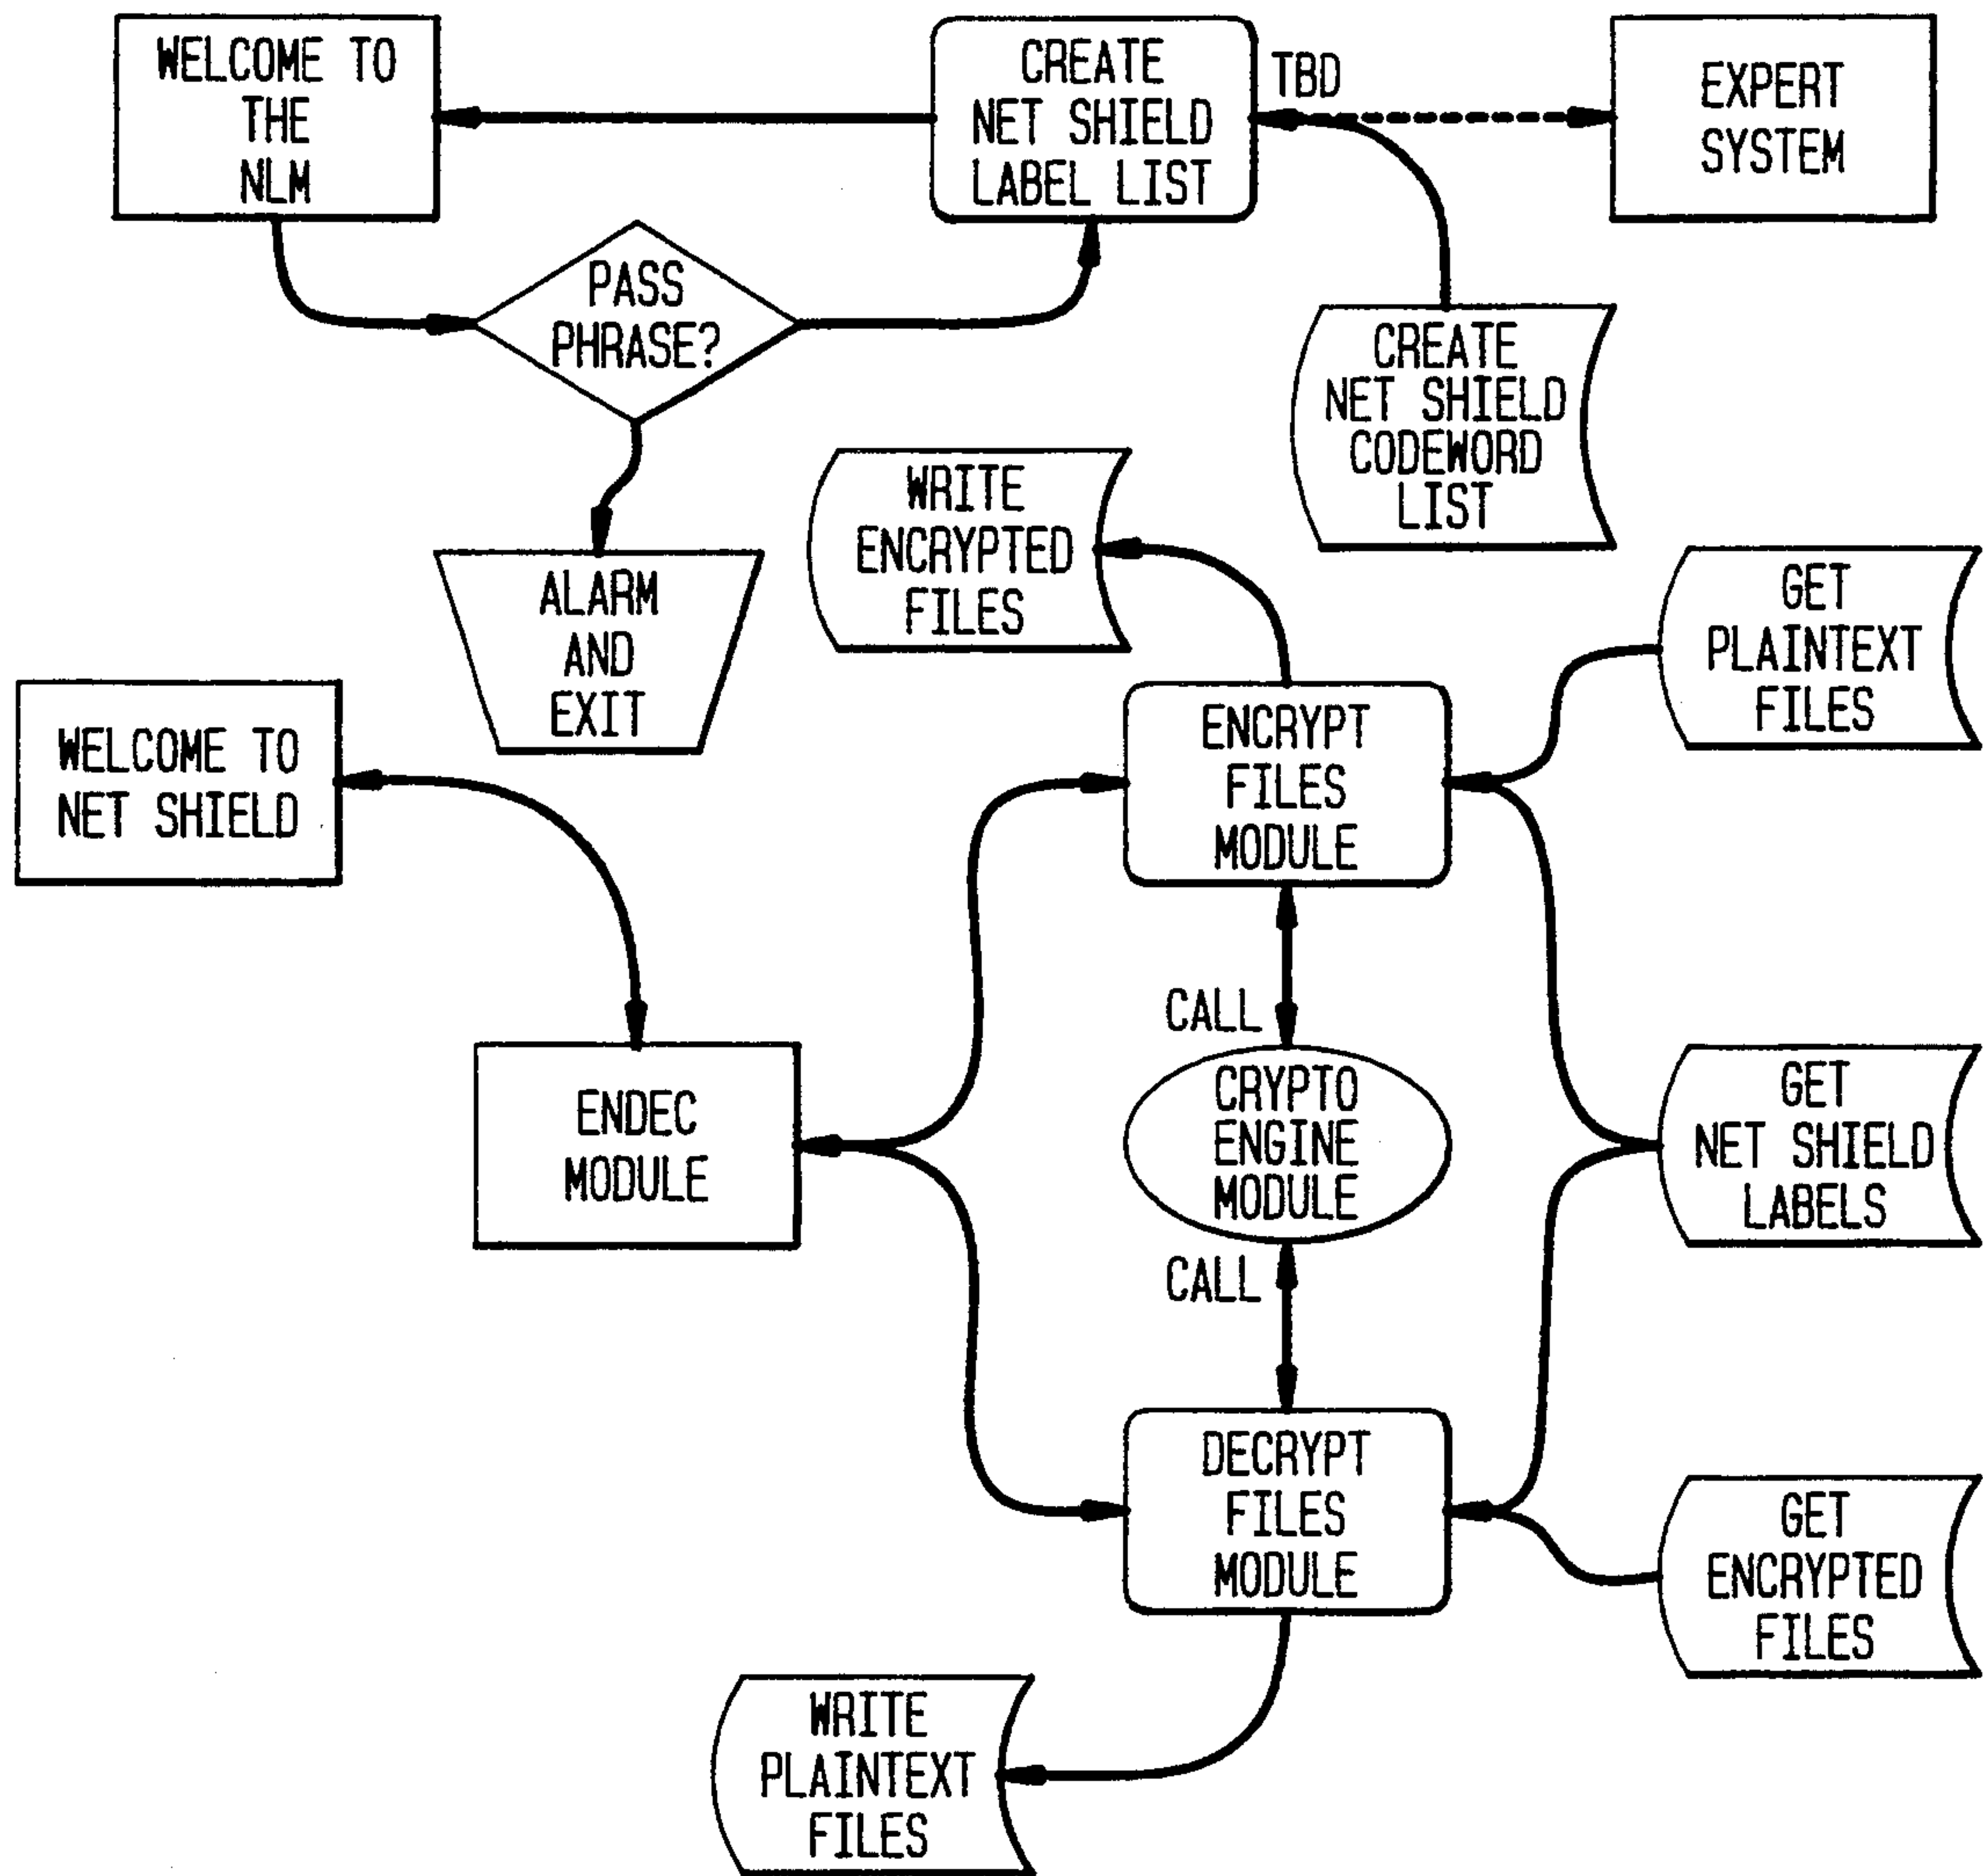 WELCOME TO
THE
NLM
CREATE
NET SHIELD
LABEL LIST
TBD
EXPERT
SYSTEM
PASS
PHRASE?
CREATE
NET SHIELD
CODEWORD
LIST
WRITE
ENCRYPTED
FILES
ALARM
AND
EXIT
GET
PLAINTEXT
FILES
WELCOME TO
NET SHIELD
ENCRYPT
FILES
MODULE
CALL
ENDEC
MODULE
CRYPTO
ENGINE
MODULE
GET
NET SHIELD
LABELS
CALL
DECRYPT
FILES
MODULE
GET
ENCRYPTED
FILES
WRITE
PLAINTEXT
FILES